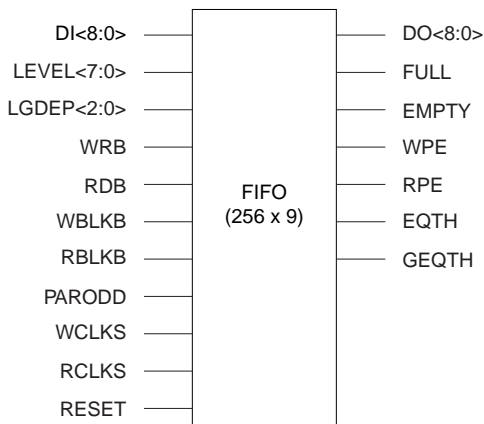 DI<8:0>
LEVEL<7:0>
LGDEP<2:0>
WRB
RDB
WBLKB
RBLKB
PARODD
WCLKS
RCLKS
RESET
FIFO
(256 x 9)
DO<8:0>
FULL
EMPTY
WPE
RPE
EQTH
GEQTH